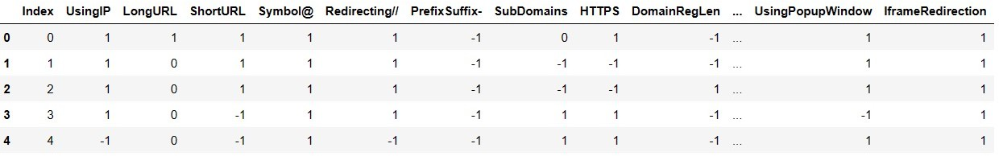 Index UsingIP LongURL ShortURL Symbol@ Redirecting// PrefixSuffix- SubDomains HTTPS DomainRegLen ... UsingPopupWindow IframeRedirection
0 0 1 1 1 1 1 -1 0 1 -1 ... 1 1
1 1 1 0 1 1 1 -1 -1 -1 -1 ... 1 1
2 2 1 0 1 1 1 -1 -1 -1 1 ... 1 1
3 3 1 0 -1 1 1 -1 1 1 -1 ... -1 1
4 4 -1 0 -1 1 -1 -1 1 1 -1 ... 1 1